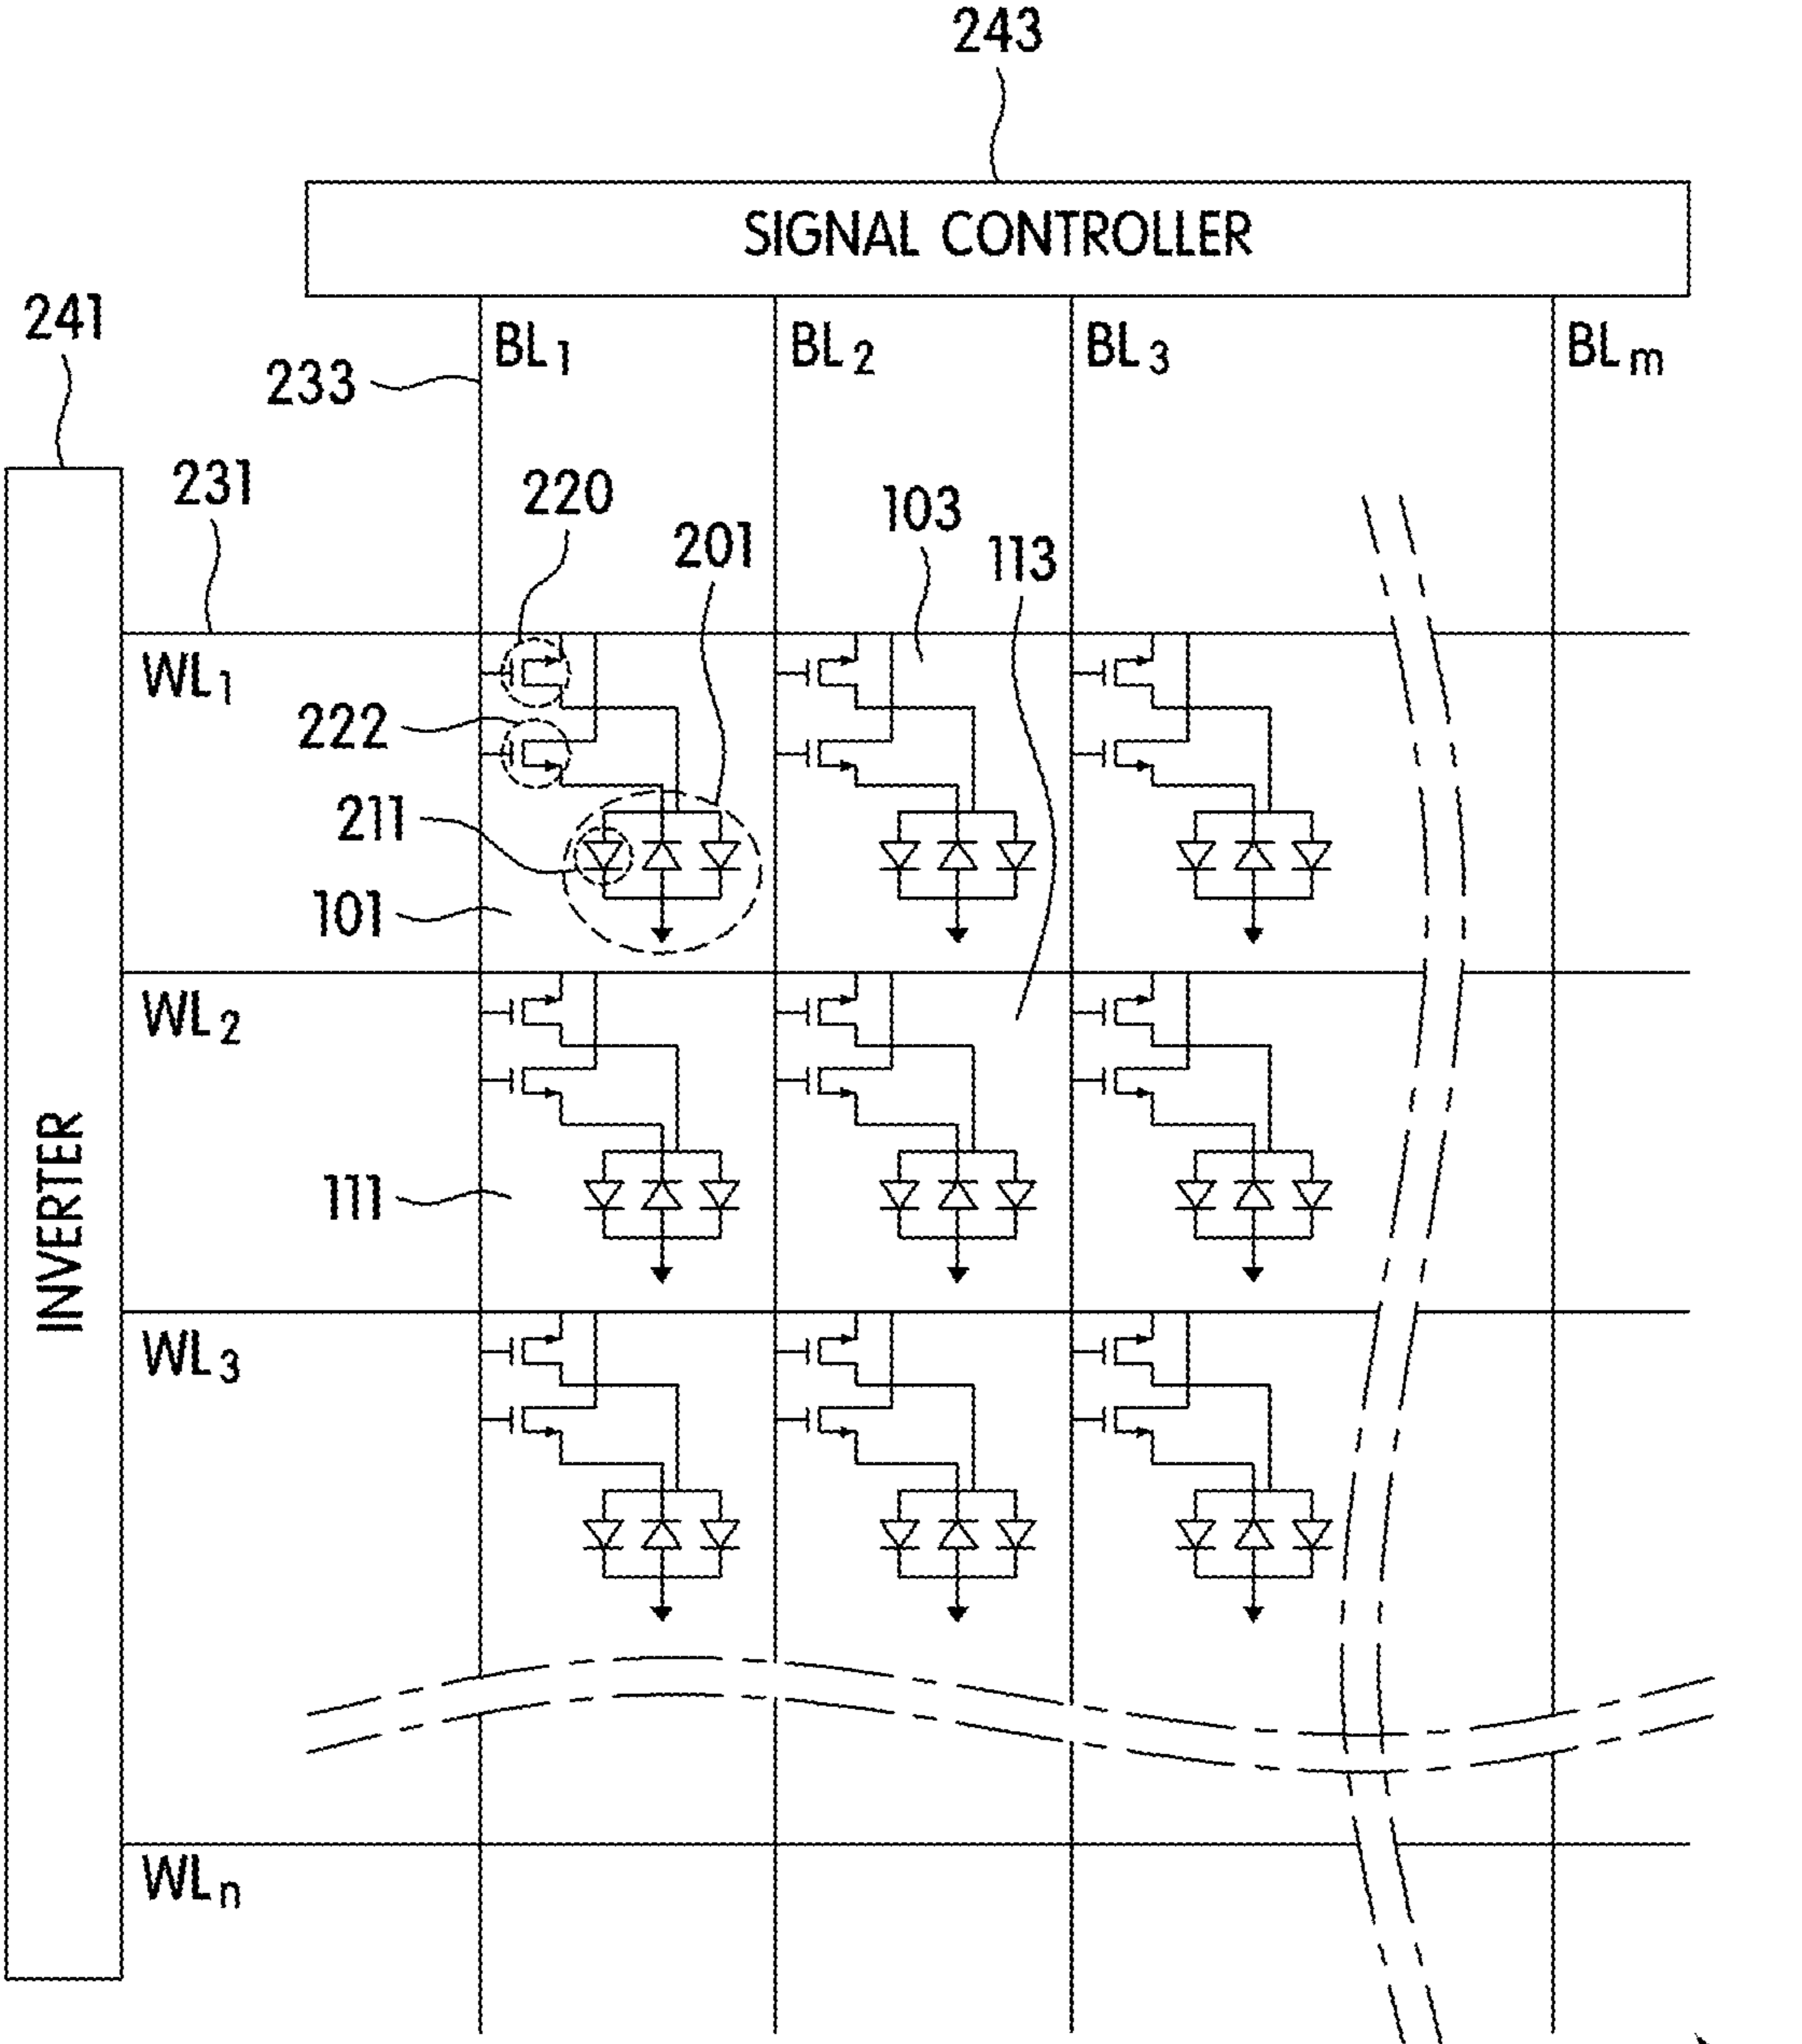 243
SIGNAL CONTROLLER
241
BL1
BL2
BL3
BLm
233
231
220
201
103
113
WL1
222
211
101
WL2
111
INVERTER
WL3
WLn